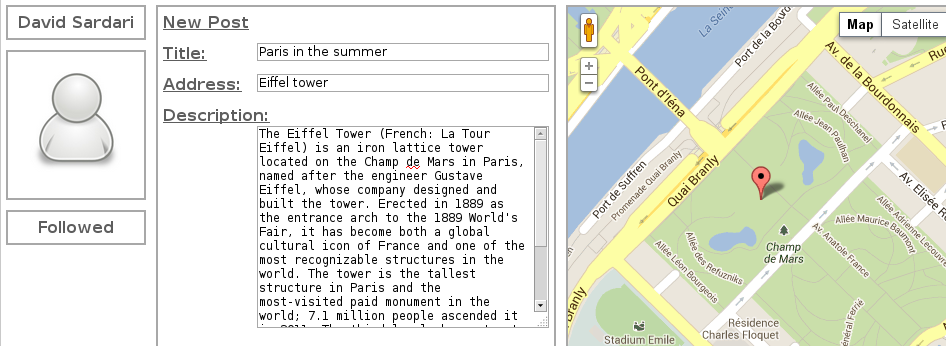 David Sardari
Followed
New Post
Title: Paris in the summer
Address: Eiffel tower
Description:
The Eiffel Tower (French: La Tour
Eiffel) is an iron lattice tower
located on the Champ de Mars in Paris,
named after the engineer Gustave
Eiffel, whose company designed and
built the tower. Erected in 1889 as
the entrance arch to the 1889 World's
Fair, it has become both a global
cultural icon of France and one of the
most recognizable structures in the
world. The tower is the tallest
structure in Paris and the
most-visited paid monument in the
world; 7.1 million people ascended it
Map
Satellite
La Seine
Port de la Bou
Pont d'Iéna
Av. de la Bourdonnais
Rue
Allée Paul Deschanel
Allée Jean Paulhan
Port de Suffren
Promenade Quai Branly
Quai Branly
Av. Elisée R
Allée Adrienne Lecouvre
Allée Maurice Baumont
Champ
de Mars
Av. Anatole France
Allée des Refuzniks
Allée Léon Bourgeois
Branly
Résidence
Charles Floquet
Stadium Emile
énéral Ferrié